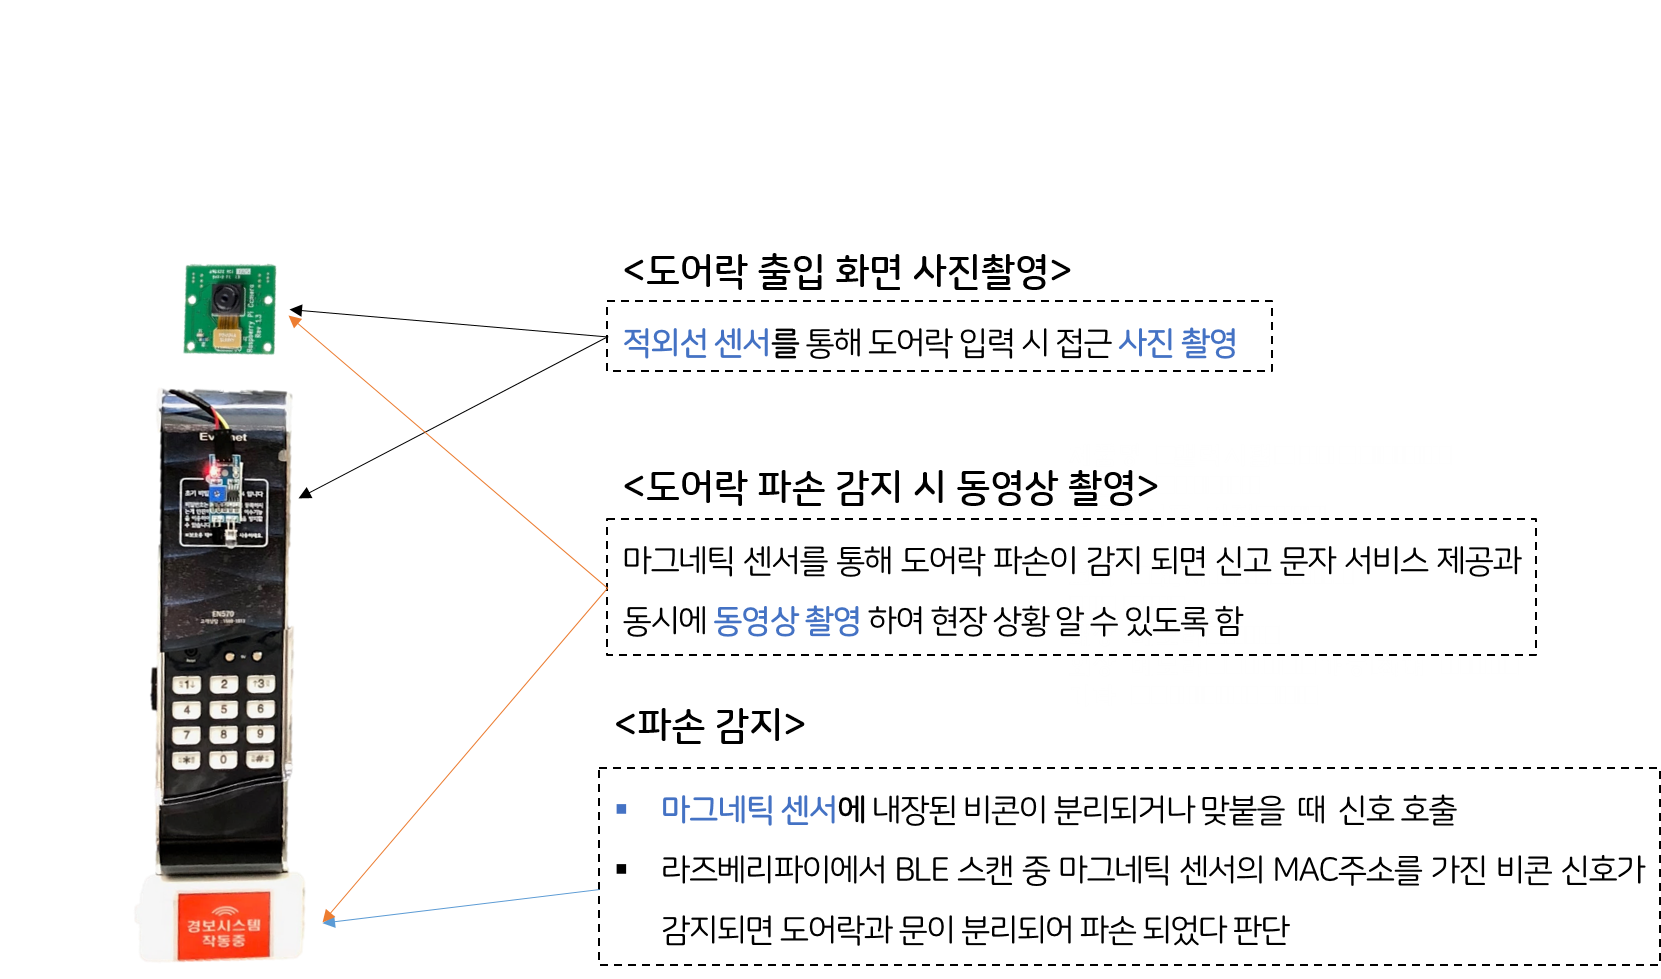 <도어락 출입 화면 사진촬영>
적외선 센서를 통해 도어락 입력 시 접근 사진 촬영
<도어락 파손 감지 시 동영상 촬영>
마그네틱 센서를 통해 도어락 파손이 감지 되면 신고 문자 서비스 제공과
동시에 동영상 촬영 하여 현장 상황 알 수 있도록 함
<파손 감지>
▪ 마그네틱 센서에 내장된 비콘이 분리되거나 맞붙을 때 신호 호출
▪ 라즈베리파이에서 BLE 스캔 중 마그네틱 센서의 MAC주소를 가진 비콘 신호가
감지되면 도어락과 문이 분리되어 파손 되었다 판단
Raspberry Pi Camera
Rev 1.3
EN570
1 2 3
4 5 6
7 8 9
* 0 #
경보시스템
작동중